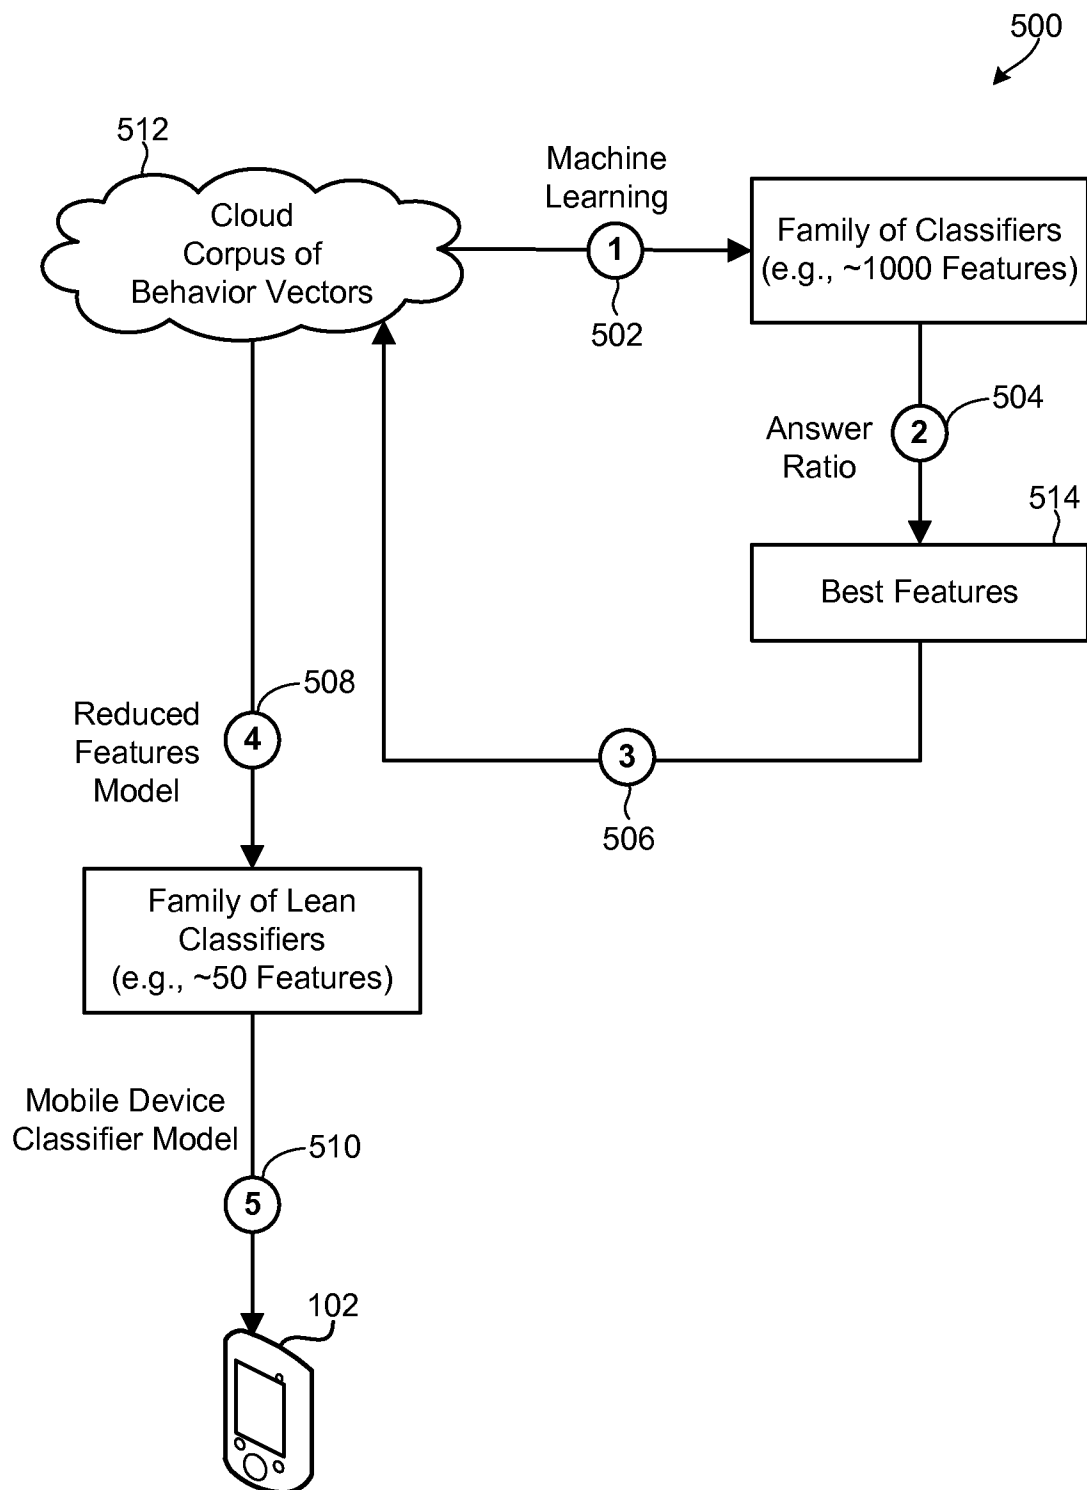 500
512
Cloud
Corpus of
Behavior Vectors
Machine
Learning
1
502
Family of Classifiers
(e.g., ~1000 Features)
Answer
Ratio
2
504
514
Best Features
3
506
Reduced
Features
Model
4
508
Family of Lean
Classifiers
(e.g., ~50 Features)
Mobile Device
Classifier Model
5
510
102